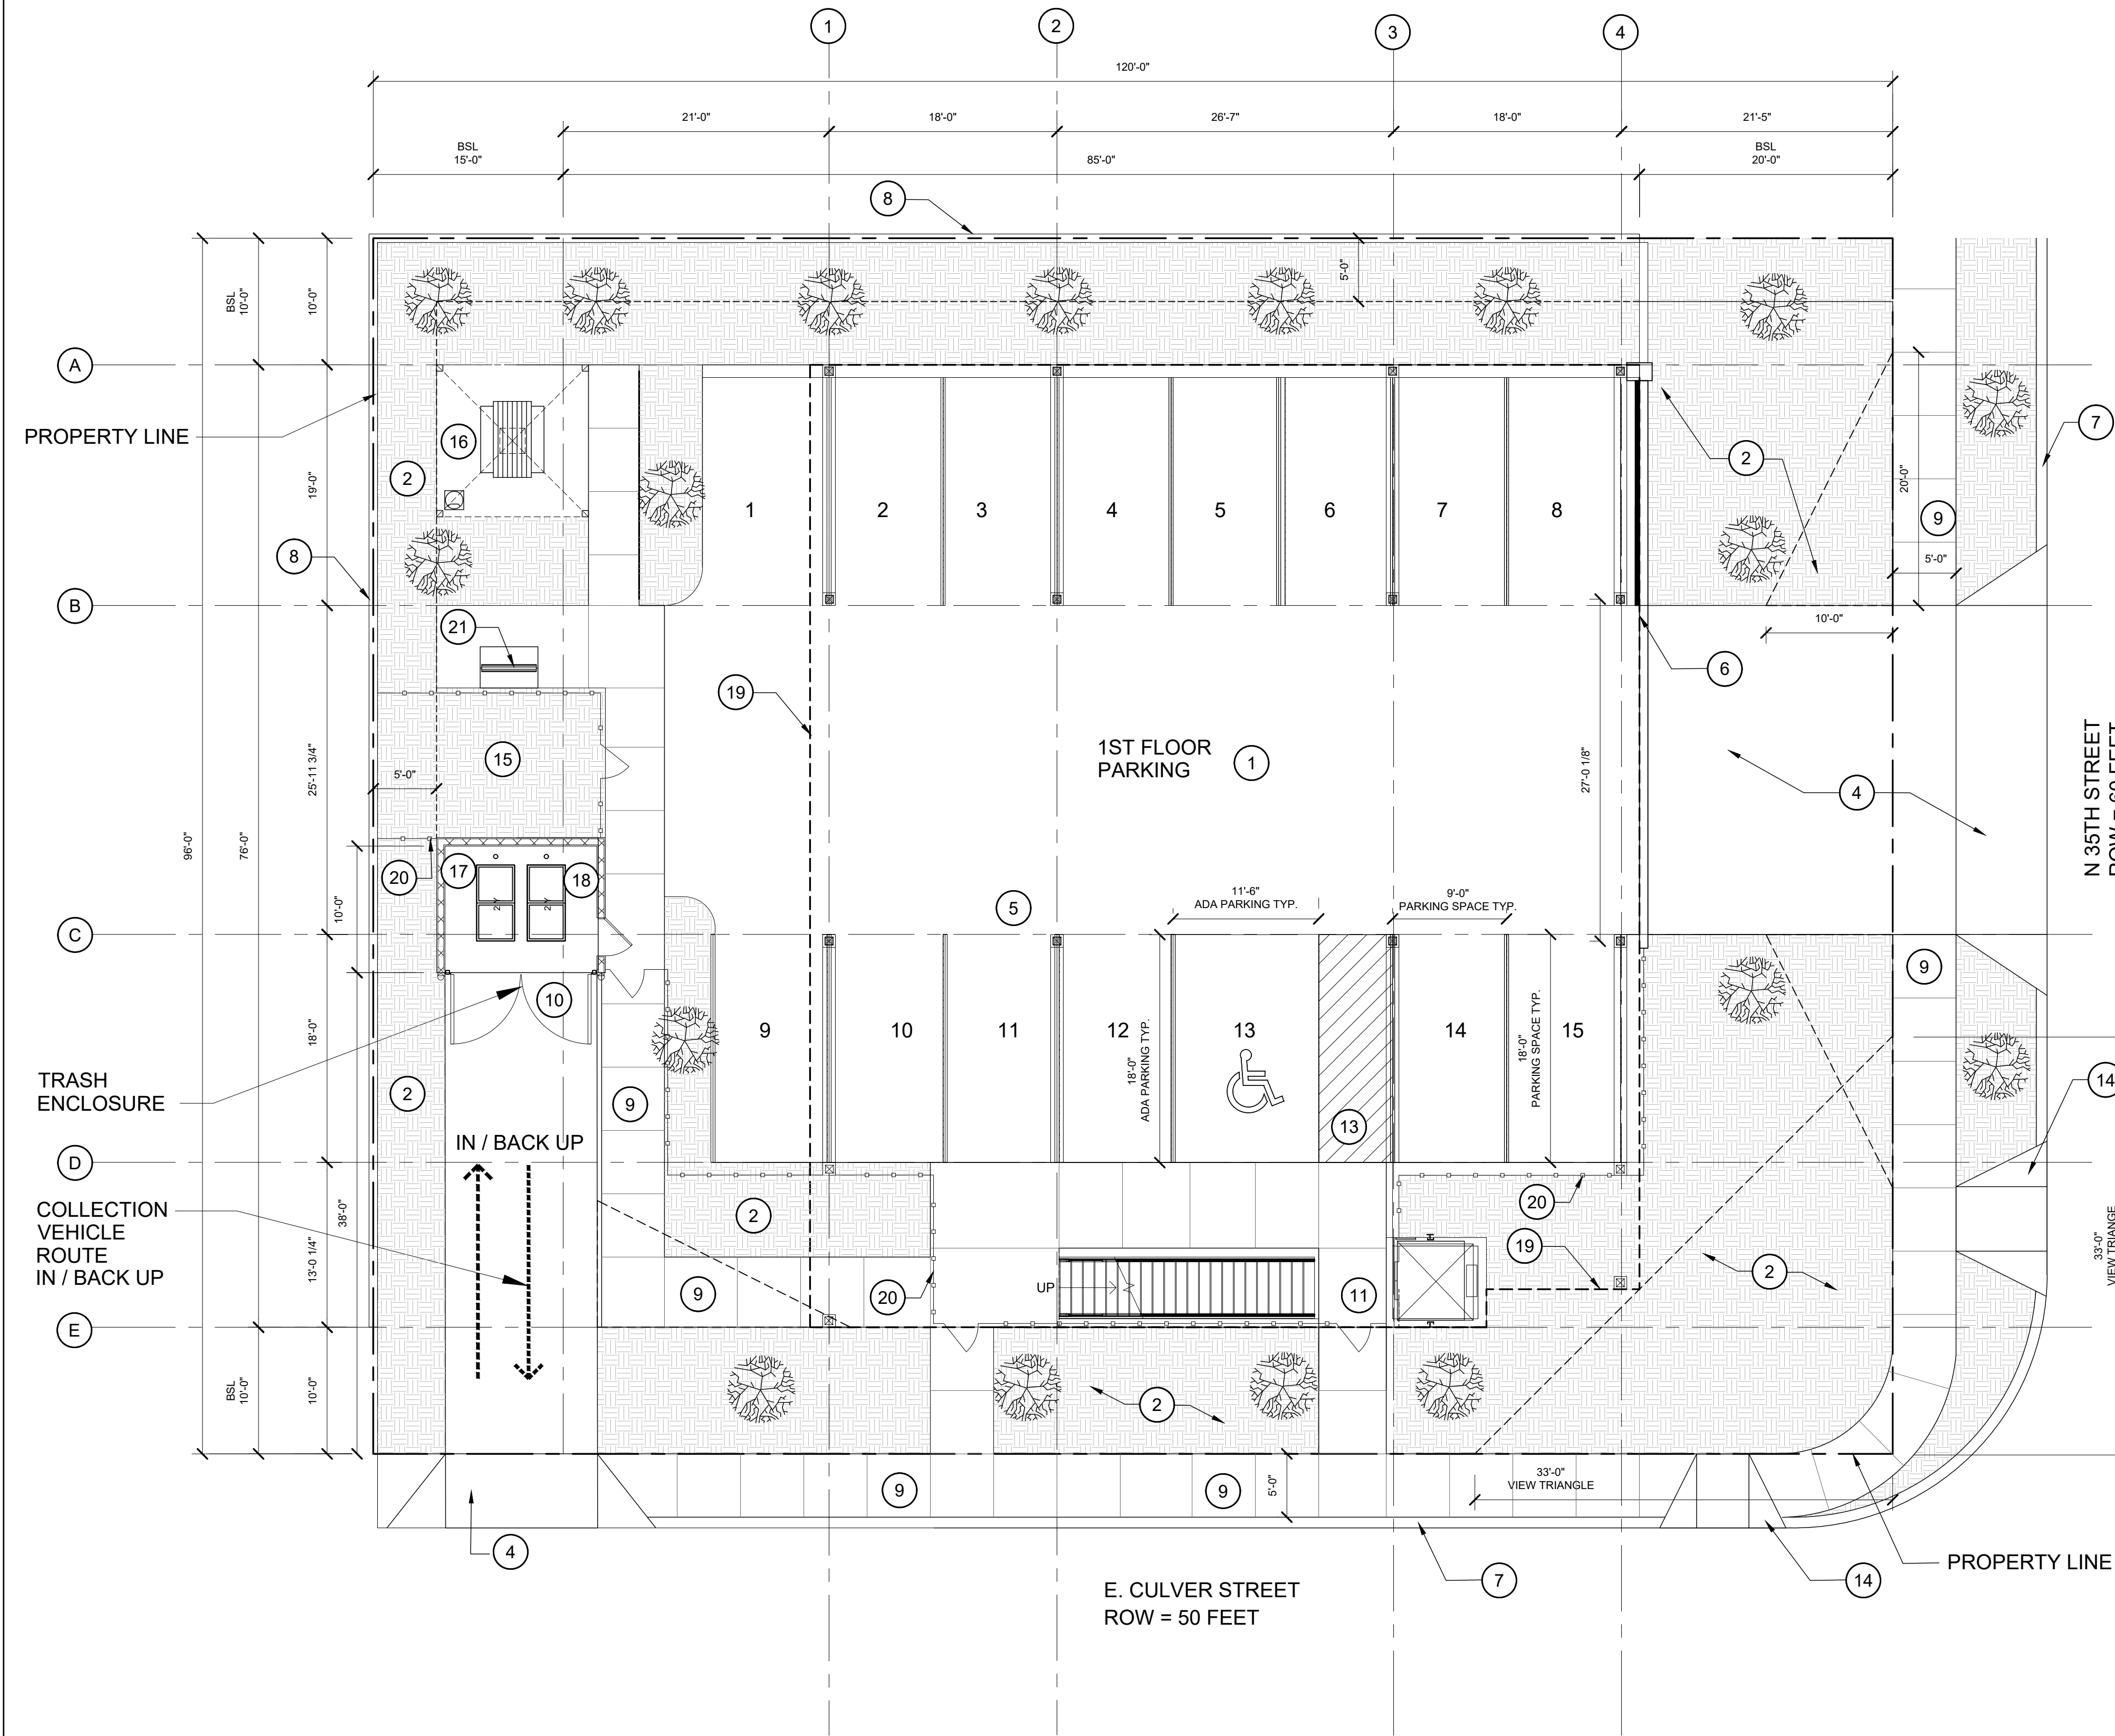 1
2
3
4
120'-0"
21'-0"
18'-0"
26'-7"
18'-0"
21'-5"
BSL
15'-0"
85'-0"
BSL
20'-0"
8
5'-0"
BSL
10'-0"
10'-0"
A
PROPERTY LINE
16
2
19'-0"
8
1
2
3
4
5
6
7
8
2
7
20'-0"
9
5'-0"
10'-0"
B
21
6
19
15
5'-0"
25'-11 3/4"
1ST FLOOR
PARKING
1
27'-0 1/8"
4
N 35TH STREET
96'-0"
76'-0"
20
17
18
2Y
2Y
10'-0"
5
11'-6"
ADA PARKING TYP.
9'-0"
PARKING SPACE TYP.
C
9
10
18'-0"
9
10
11
12
13
14
15
18'-0"
ADA PARKING TYP.
18'-0"
PARKING SPACE TYP.
TRASH
ENCLOSURE
2
9
13
14
IN / BACK UP
D
COLLECTION
VEHICLE
ROUTE
IN / BACK UP
38'-0"
13'-0 1/4"
2
20
19
2
33'-0"
VIEW TRIANGLE
9
20
UP
11
E
BSL
10'-0"
10'-0"
2
9
9
5'-0"
33'-0"
VIEW TRIANGLE
4
7
14
PROPERTY LINE
E. CULVER STREET
ROW = 50 FEET